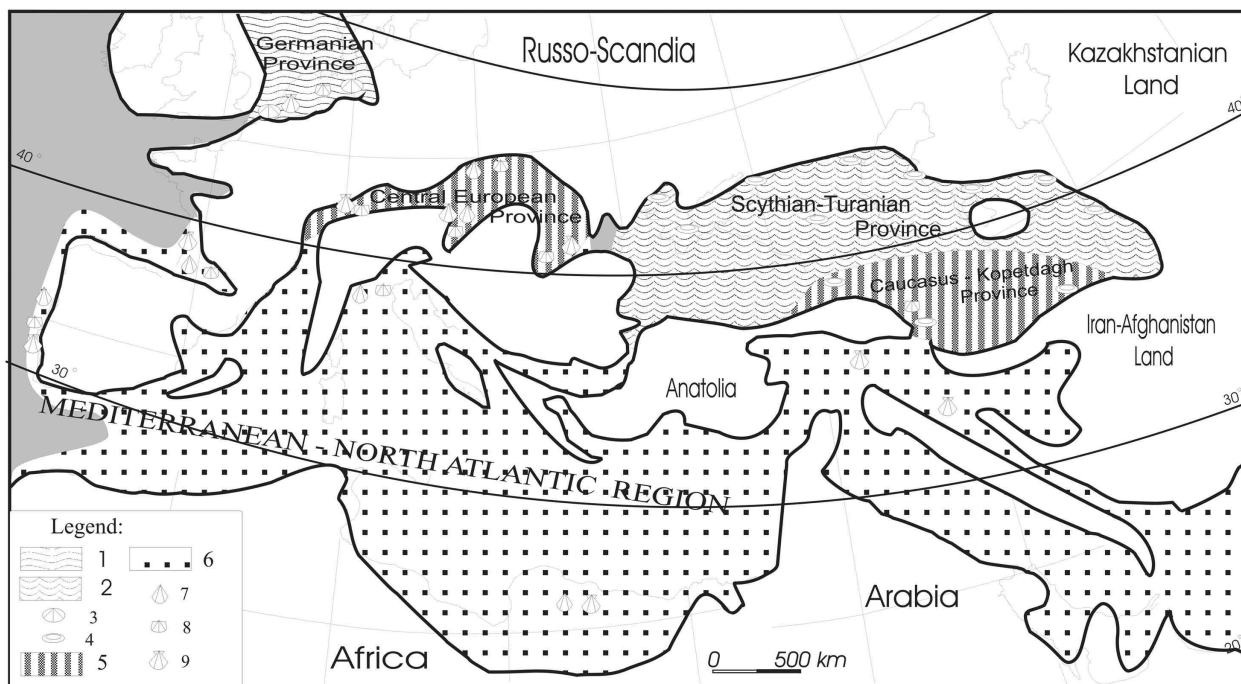 Germanian
Province
Russo-Scandia
Kazakhstanian
Land
40°
40°
Central European
Province
Scythian-Turanian
Province
Caucasus - Kopetdagh
Province
Iran-Afghanistan
Land
Anatolia
30°
30°
MEDITERRANEAN - NORTH ATLANTIC REGION
Legend:
1 6
2 7
3 8
4 9
5
Africa
Arabia
0 500 km
20°